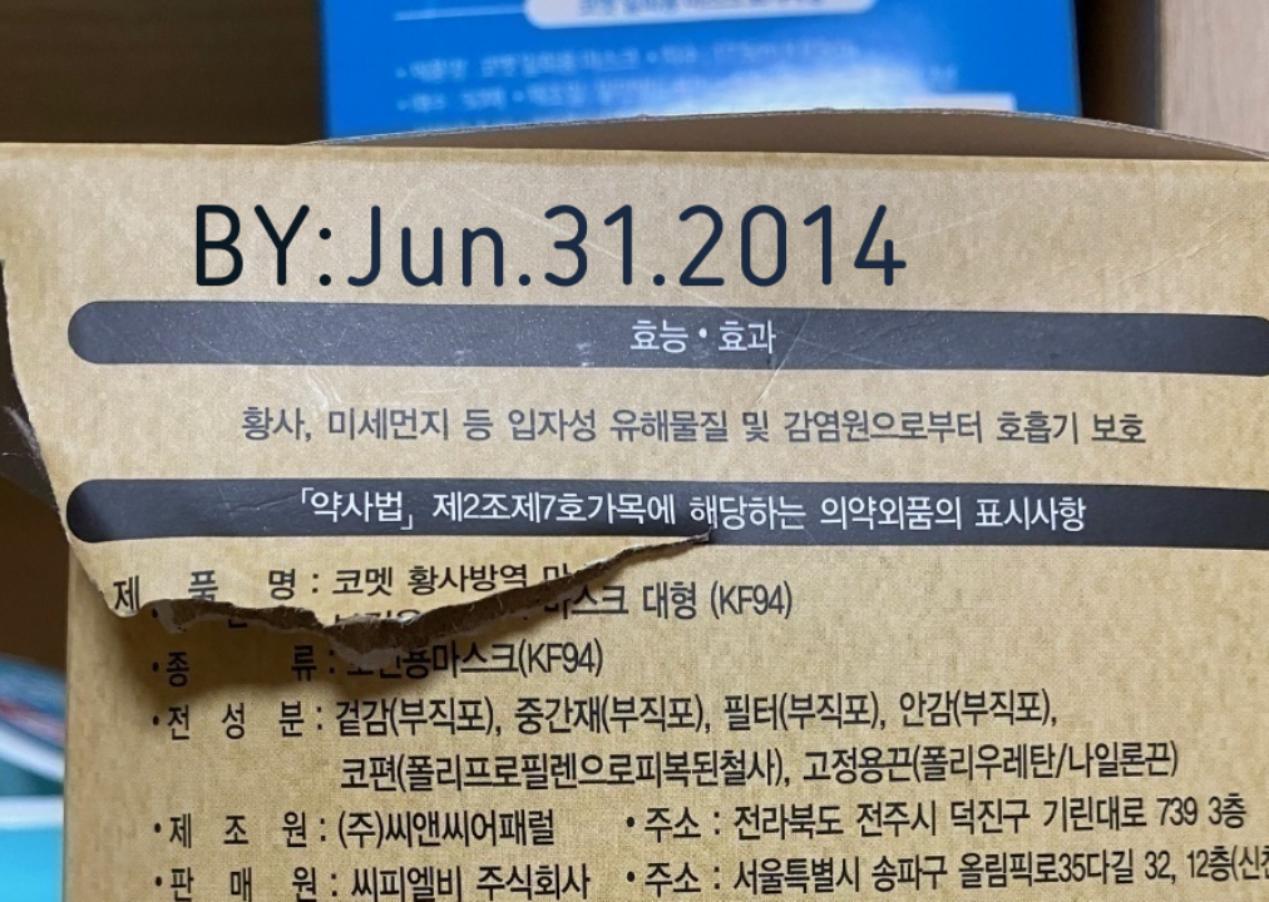 BY:Jun.31.2014
효능 • 효과
황사, 미세먼지 등 입자성 유해물질 및 감염원으로부터 호흡기 보호
「약사법」 제2조제7호가목에 해당하는 의약외품의 표시사항
제 품 명 : 코멧 황사방역 마스크 대형 (KF94)
•종 류 : 용마스크(KF94)
•전 성 분 : 겉감(부직포), 중간재(부직포), 필터(부직포), 안감(부직포),
코편(폴리프로필렌으로피복된철사), 고정용끈(폴리우레탄/나일론끈)
•제 조 원 : (주)씨앤씨어패럴 •주소 : 전라북도 전주시 덕진구 기린대로 739 3층
•판 매 원 : 씨피엘비 주식회사 •주소 : 서울특별시 송파구 올림픽로35다길 32, 12층(신천